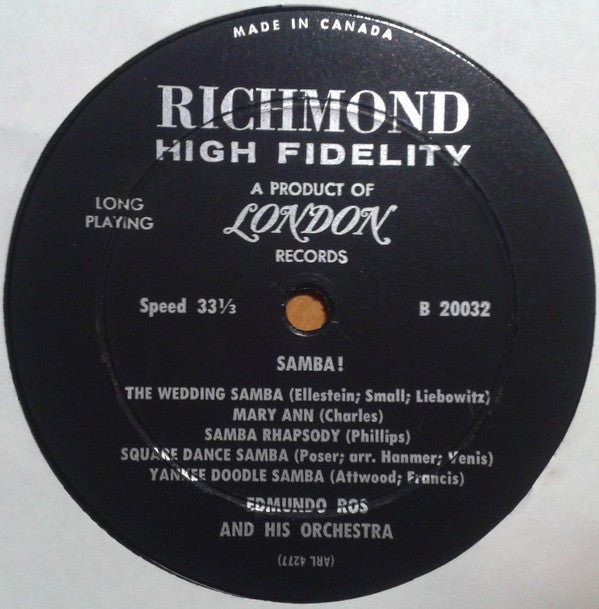 MADE IN CANADA
RICHMOND
HIGH FIDELITY
A PRODUCT OF
LONDON
RECORDS
LONG
PLAYING
Speed 33⅓
B 20032
SAMBA!
THE WEDDING SAMBA (Ellestein; Small; Liebowitz)
MARY ANN (Charles)
SAMBA RHAPSODY (Phillips)
SQUARE DANCE SAMBA (Poser; arr. Hanmer; Venis)
YANKEE DOODLE SAMBA (Attwood; Francis)
EDMUNDO ROS
AND HIS ORCHESTRA
(ARL 4277)